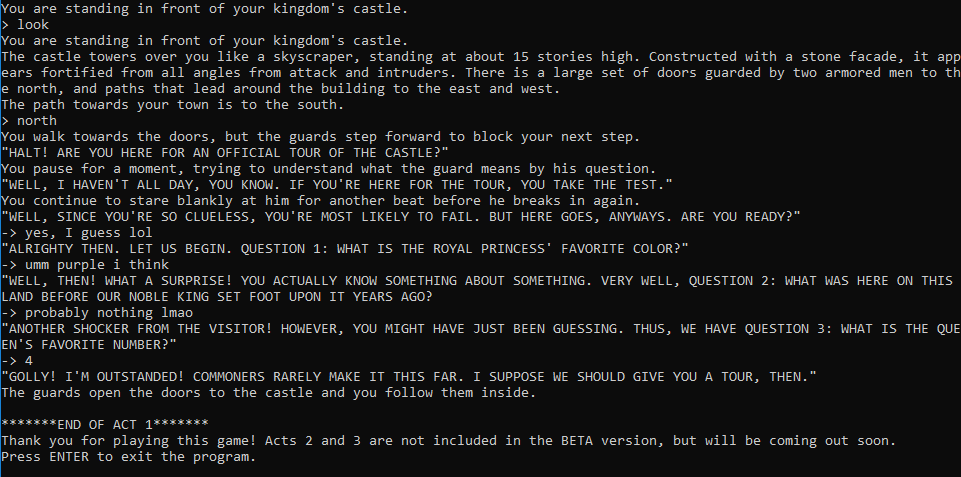 You are standing in front of your kingdom's castle.
> look
You are standing in front of your kingdom's castle.
The castle towers over you like a skyscraper, standing at about 15 stories high. Constructed with a stone facade, it app
ears fortified from all angles from attack and intruders. There is a large set of doors guarded by two armored men to th
e north, and paths that lead around the building to the east and west.
The path towards your town is to the south.
> north
You walk towards the doors, but the guards step forward to block your next step.
"HALT! ARE YOU HERE FOR AN OFFICIAL TOUR OF THE CASTLE?"
You pause for a moment, trying to understand what the guard means by his question.
"WELL, I HAVEN'T ALL DAY, YOU KNOW. IF YOU'RE HERE FOR THE TOUR, YOU TAKE THE TEST."
You continue to stare blankly at him for another beat before he breaks in again.
"WELL, SINCE YOU'RE SO CLUELESS, YOU'RE MOST LIKELY TO FAIL. BUT HERE GOES, ANYWAYS. ARE YOU READY?"
-> yes, I guess lol
"ALRIGHTY THEN. LET US BEGIN. QUESTION 1: WHAT IS THE ROYAL PRINCESS' FAVORITE COLOR?"
-> umm purple i think
"WELL, THEN! WHAT A SURPRISE! YOU ACTUALLY KNOW SOMETHING ABOUT SOMETHING. VERY WELL, QUESTION 2: WHAT WAS HERE ON THIS
LAND BEFORE OUR NOBLE KING SET FOOT UPON IT YEARS AGO?
-> probably nothing lmao
"ANOTHER SHOCKER FROM THE VISITOR! HOWEVER, YOU MIGHT HAVE JUST BEEN GUESSING. THUS, WE HAVE QUESTION 3: WHAT IS THE QUE
EN'S FAVORITE NUMBER?"
-> 4
"GOLLY! I'M OUTSTANDED! COMMONERS RARELY MAKE IT THIS FAR. I SUPPOSE WE SHOULD GIVE YOU A TOUR, THEN."
The guards open the doors to the castle and you follow them inside.
*******END OF ACT 1*******
Thank you for playing this game! Acts 2 and 3 are not included in the BETA version, but will be coming out soon.
Press ENTER to exit the program.